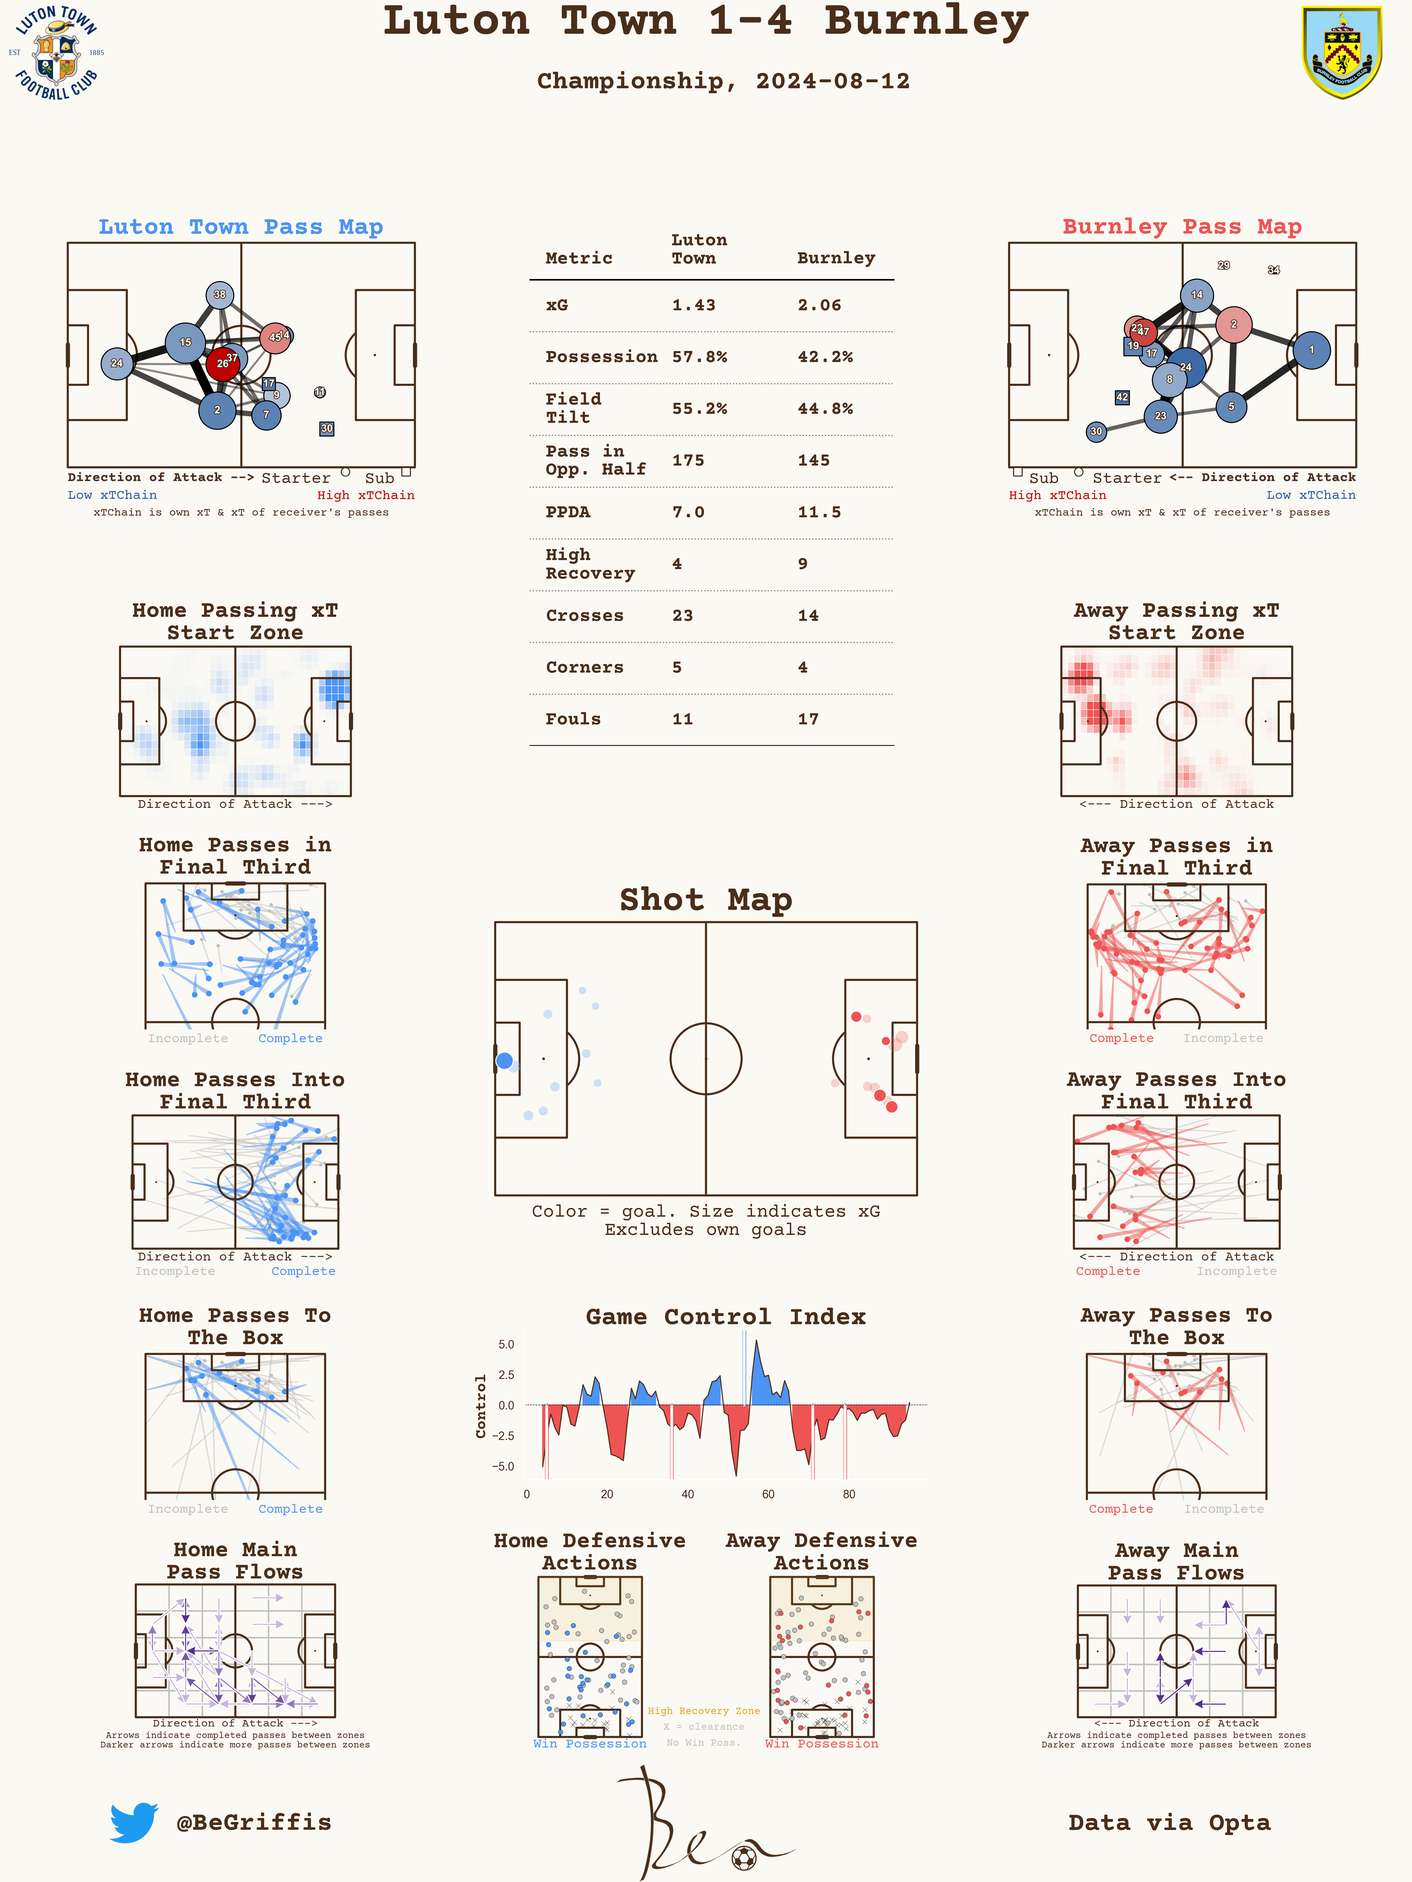 Luton Town 1-4 Burnley
Championship, 2024-08-12
LUTON TOWN
EST 1885
FOOTBALL CLUB
BURNLEY FOOTBALL CLUB
Luton Town Pass Map
38
15
45
14
24
26
37
17
9
11
2
7
30
Direction of Attack --> Starter Sub
Low xTChain High xTChain
xTChain is own xT & xT of receiver's passes
Metric Luton Town Burnley
xG 1.43 2.06
Possession 57.8% 42.2%
Field Tilt 55.2% 44.8%
Pass in Opp. Half 175 145
PPDA 7.0 11.5
High Recovery 4 9
Crosses 23 14
Corners 5 4
Fouls 11 17
Burnley Pass Map
29
34
14
2
47
19
17
1
24
8
42
5
23
30
Sub Starter <-- Direction of Attack
High xTChain Low xTChain
xTChain is own xT & xT of receiver's passes
Home Passing xT
Start Zone
Direction of Attack --->
Away Passing xT
Start Zone
<--- Direction of Attack
Home Passes in
Final Third
Incomplete Complete
Away Passes in
Final Third
Complete Incomplete
Shot Map
Color = goal. Size indicates xG
Excludes own goals
Home Passes Into
Final Third
Direction of Attack --->
Incomplete Complete
Away Passes Into
Final Third
<--- Direction of Attack
Complete Incomplete
Home Passes To
The Box
Incomplete Complete
Game Control Index
Control
5.0
2.5
0.0
−2.5
−5.0
0 20 40 60 80
Away Passes To
The Box
Complete Incomplete
Home Main
Pass Flows
Direction of Attack --->
Arrows indicate completed passes between zones
Darker arrows indicate more passes between zones
Home Defensive
Actions
Win Possession
High Recovery Zone
X = clearance
No Win Poss.
Away Defensive
Actions
Win Possession
Away Main
Pass Flows
<--- Direction of Attack
Arrows indicate completed passes between zones
Darker arrows indicate more passes between zones
@BeGriffis
Ben
Data via Opta